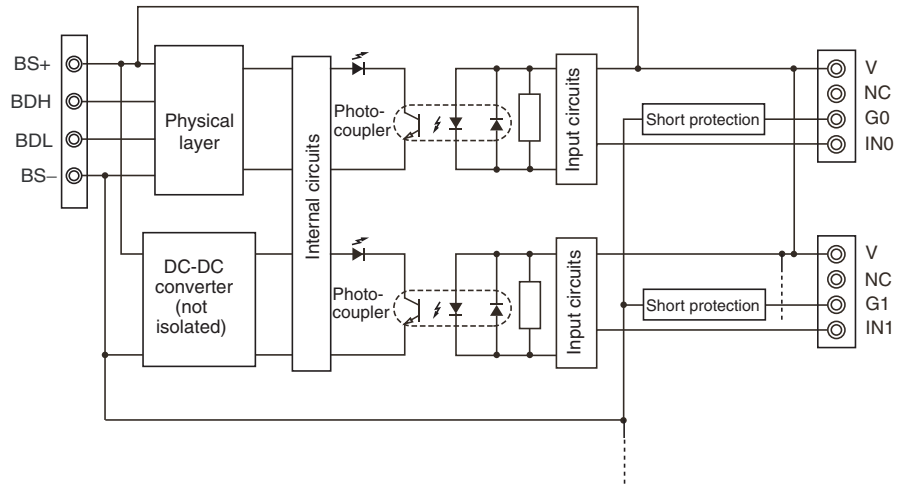 BS+
BDH
BDL
BS–
Physical
layer
DC-DC
converter
(not
isolated)
Internal circuits
Photo-
coupler
Photo-
coupler
Input circuits
Input circuits
Short protection
Short protection
V
NC
G0
IN0
V
NC
G1
IN1